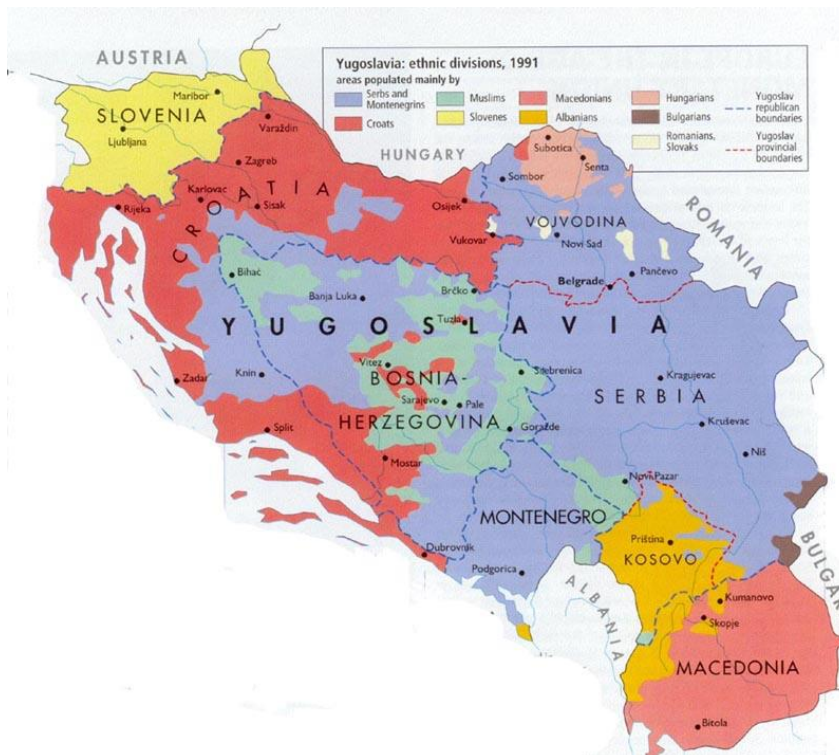 AUSTRIA
Yugoslavia: ethnic divisions, 1991
areas populated mainly by
Serbs and
Montenegrins
Croats
Muslims
Slovenes
Macedonians
Albanians
Hungarians
Bulgarians
Romanians,
Slovaks
Yugoslav
republican
boundaries
Yugoslav
provincial
boundaries
Maribor
SLOVENIA
Ljubljana
Varaždin
Zagreb
HUNGARY
Subotica
Senta
Sombor
CROATIA
Karlovac
Rijeka
Sisak
Osijek
VOJVODINA
ROMANIA
Vukovar
Novi Sad
Bihać
Banja Luka
Brčko
Belgrade
Pančevo
YUGOSLAVIA
Tuzla
Zadar
Knin
Vitez
BOSNIA-
HERZEGOVINA
Srebrenica
Kragujevac
SERBIA
Sarajevo
Pale
Split
Goražde
Kruševac
Mostar
Niš
Novi Pazar
MONTENEGRO
Dubrovnik
Podgorica
Priština
KOSOVO
BULGAR
ALBANIA
Kumanovo
Skopje
MACEDONIA
Bitola